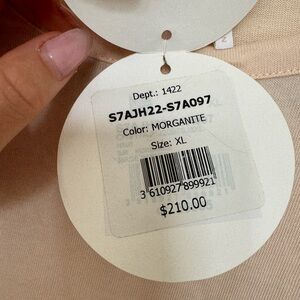 Dept.: 1422
S7AJH22-S7A097
Color: MORGANITE
Size: XL
3 610927 899921
$210.00